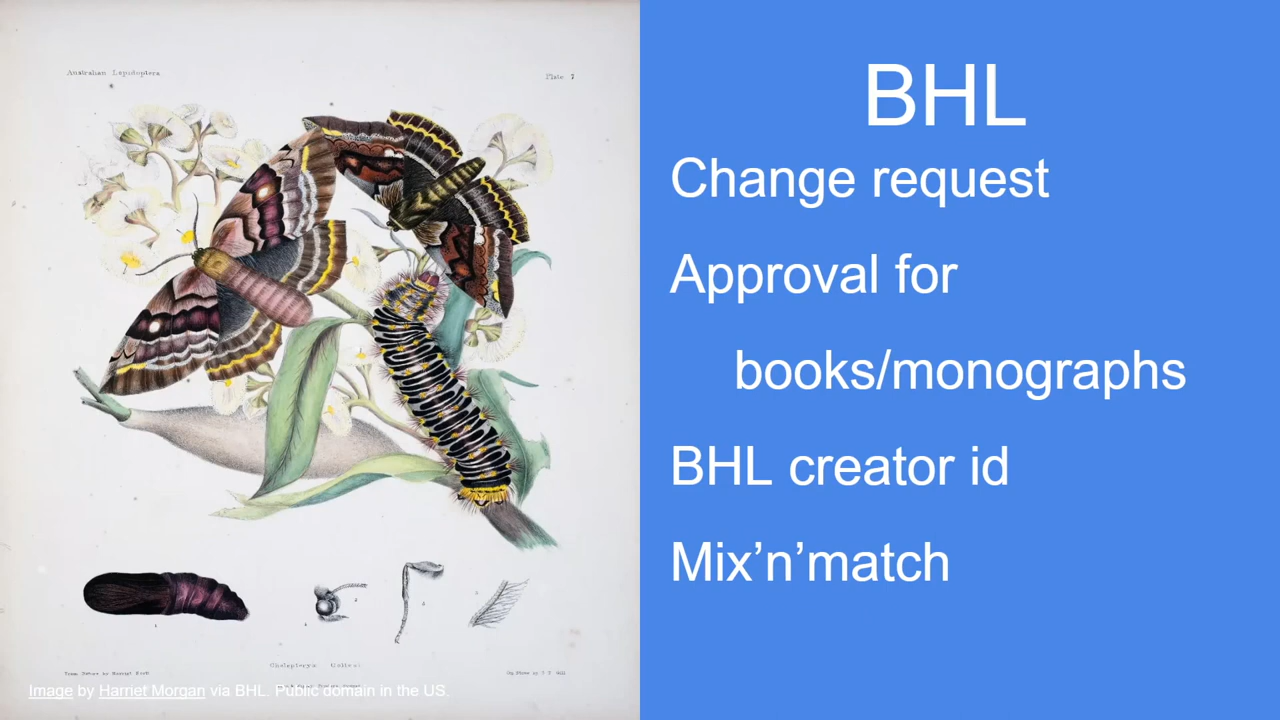 Australian Lepidoptera
Plate 7
BHL
Change request
Approval for
books/monographs
BHL creator id
Mix’n’match
Image by Harriet Morgan via BHL. Public domain in the US.